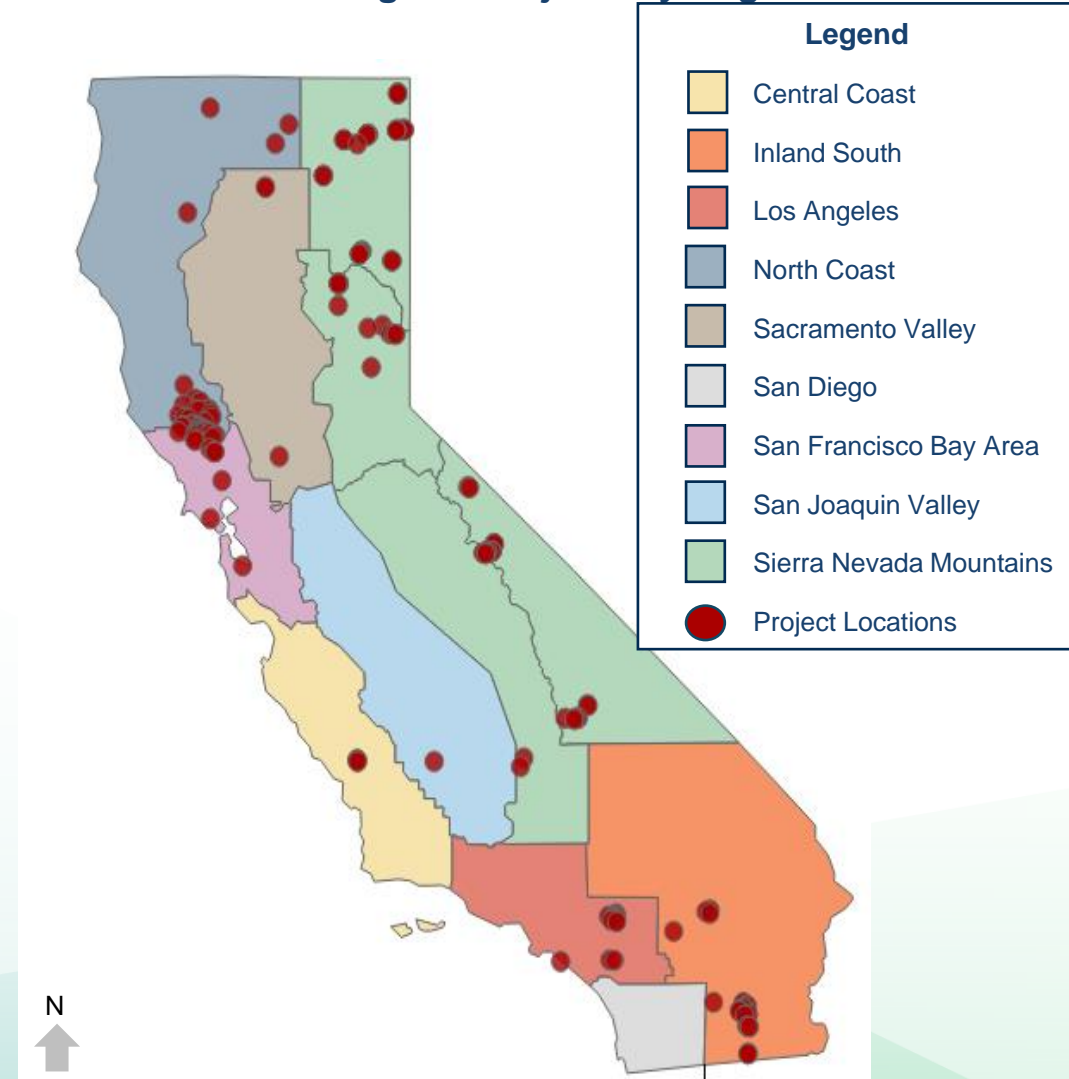 Legend
Central Coast
Inland South
Los Angeles
North Coast
Sacramento Valley
San Diego
San Francisco Bay Area
San Joaquin Valley
Sierra Nevada Mountains
Project Locations
N